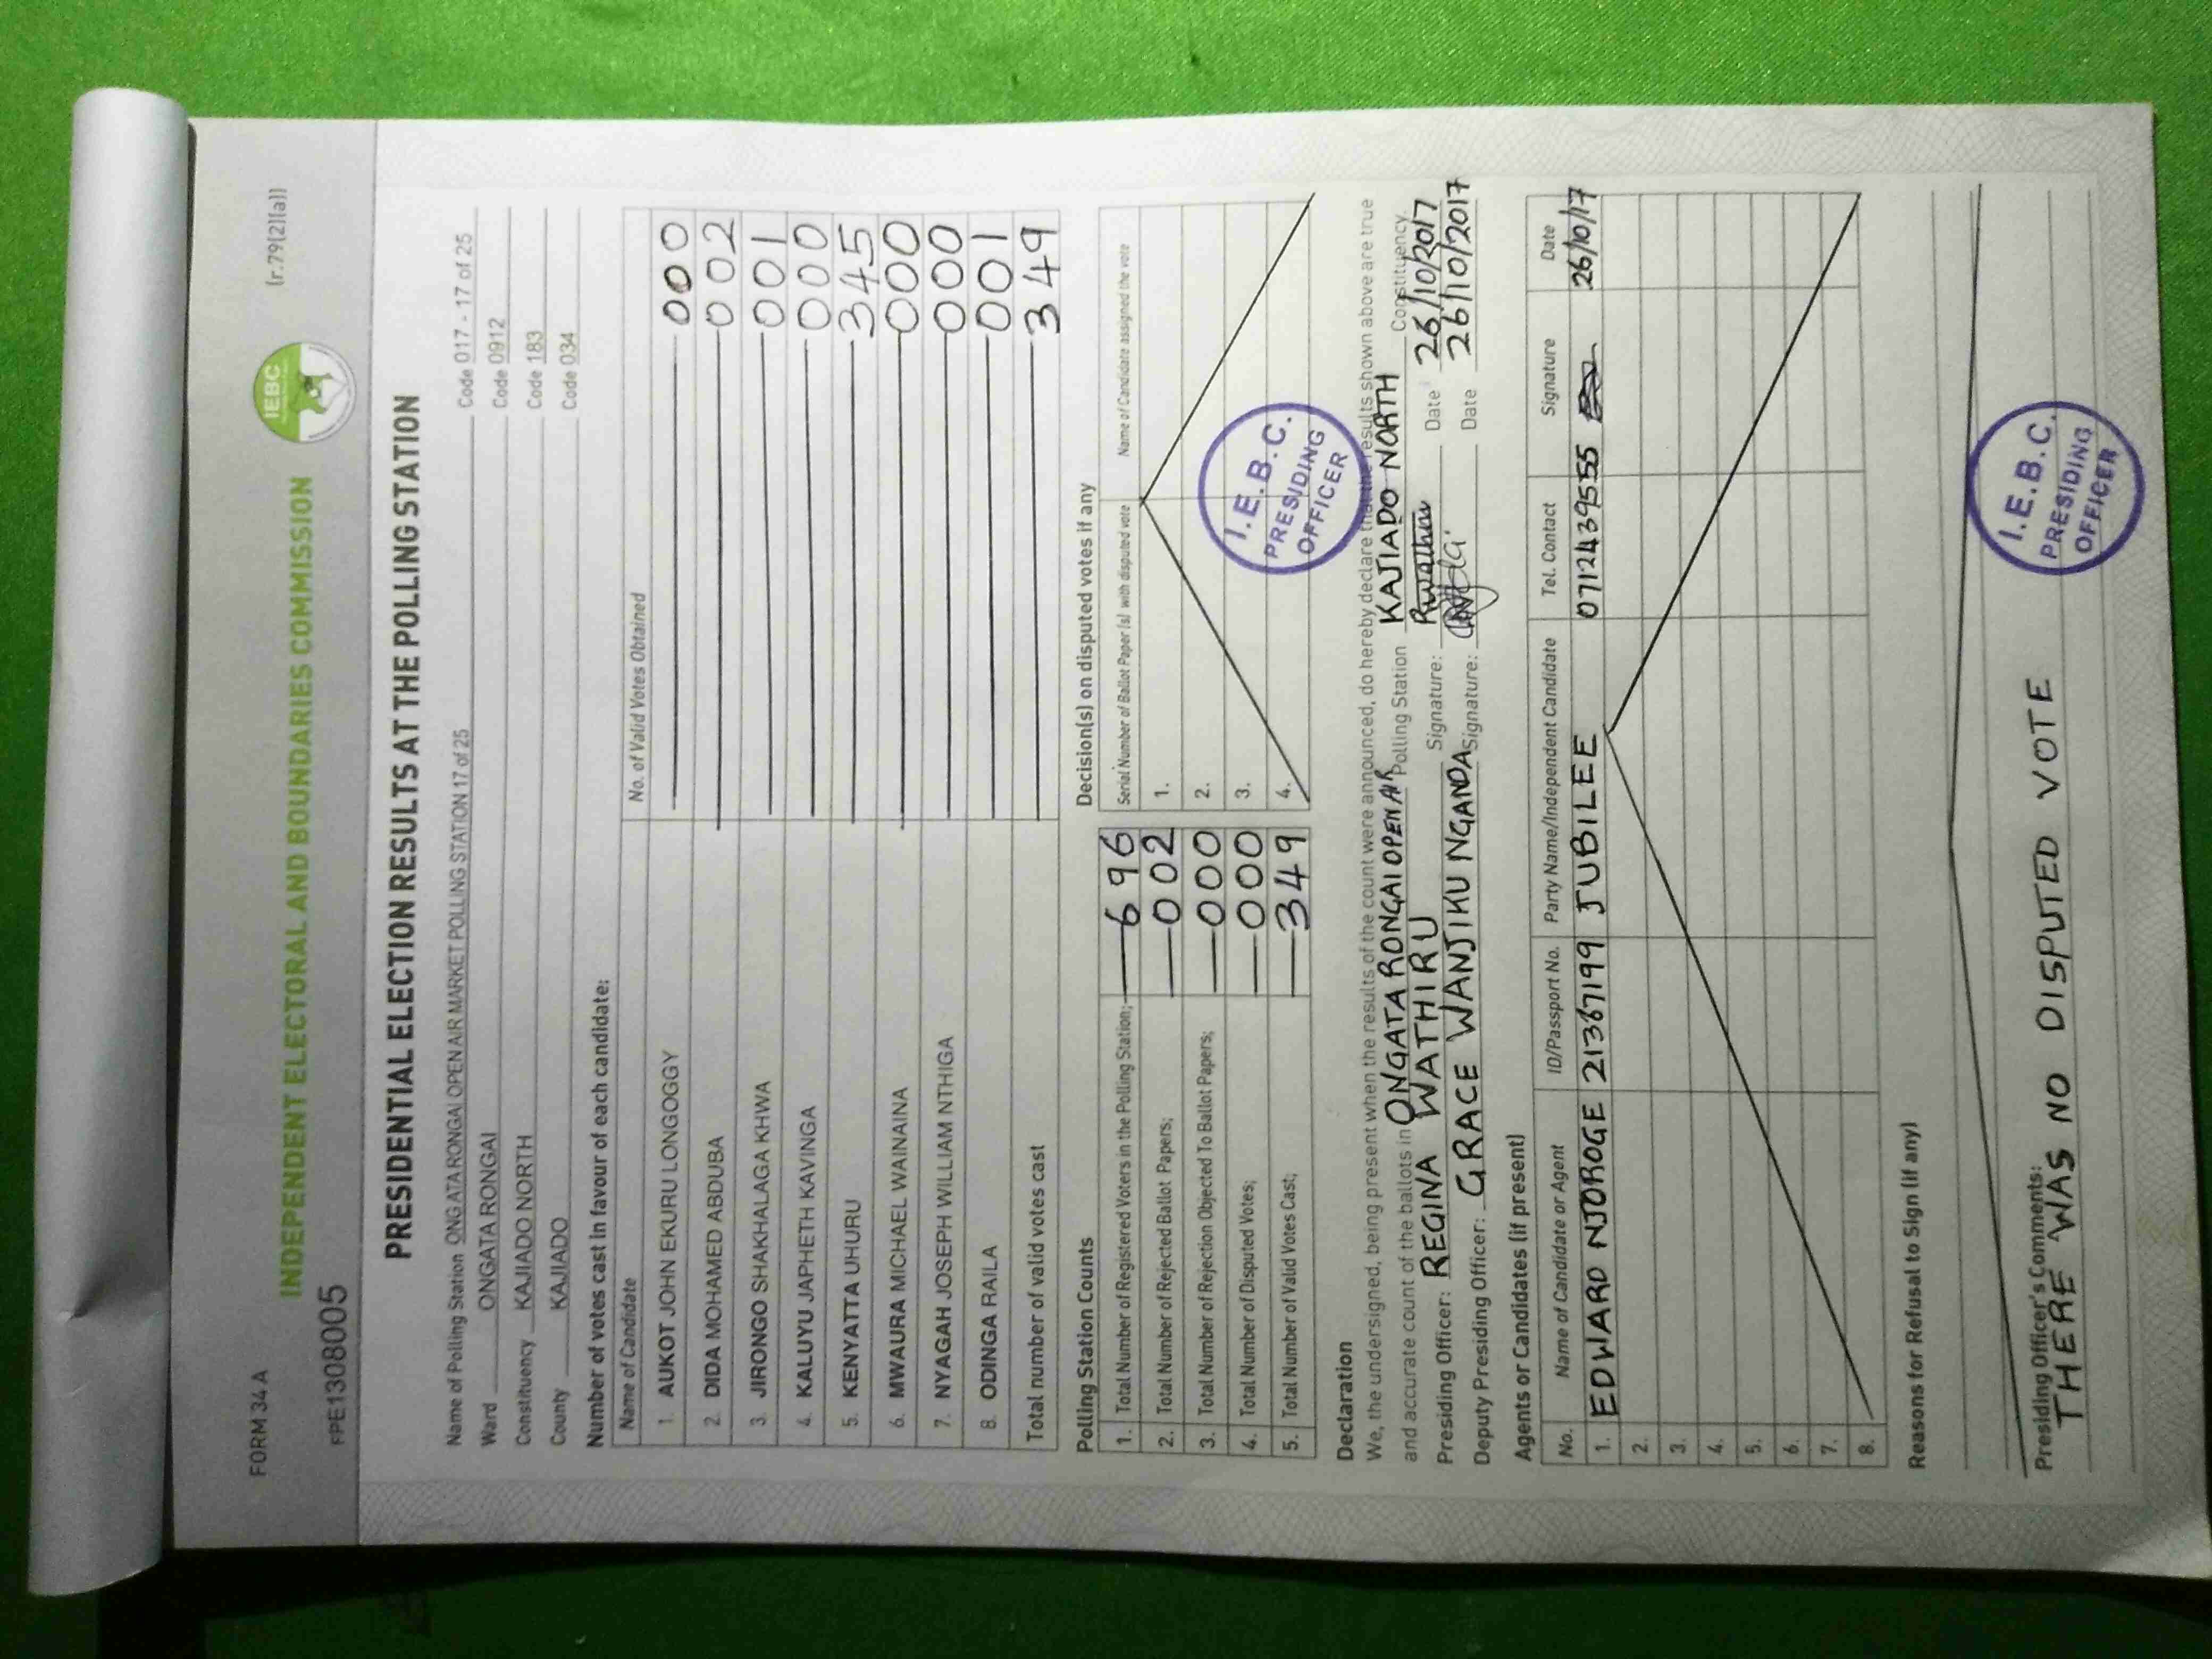 FORM 34 A
(r.79(2)(a))
IEBC
INDEPENDENT ELECTORAL AND BOUNDARIES COMMISSION
FPE1308005
PRESIDENTIAL ELECTION RESULTS AT THE POLLING STATION
Name of Polling Station ONG ATA RONGAI OPEN AIR MARKET POLLING STATION 17 of 25 Code 017 - 17 of 25
Ward ONGATA RONGAI Code 0912
Constituency KAJIADO NORTH Code 183
County KAJIADO Code 034
Number of votes cast in favour of each candidate:
Name of Candidate No. of Valid Votes Obtained
1. AUKOT JOHN EKURU LONGOGGY 000
2. DIDA MOHAMED ABDUBA 002
3. JIRONGO SHAKHALAGA KHWA 001
4. KALUYU JAPHETH KAVINGA 000
5. KENYATTA UHURU 345
6. MWAURA MICHAEL WAINAINA 000
7. NYAGAH JOSEPH WILLIAM NTHIGA 000
8. ODINGA RAILA 001
Total number of valid votes cast 349
Polling Station Counts
1. Total Number of Registered Voters in the Polling Station; 696
2. Total Number of Rejected Ballot Papers; 002
3. Total Number of Rejection Objected To Ballot Papers; 000
4. Total Number of Disputed Votes; 000
5. Total Number of Valid Votes Cast; 349
Decision(s) on disputed votes if any
Serial Number of Ballot Paper (s) with disputed vote Name of Candidate assigned the vote
1.
2.
3.
4.
I.E.B.C.
PRESIDING
OFFICER
Declaration
We, the undersigned, being present when the results of the count were announced, do hereby declare that the results shown above are true
and accurate count of the ballots in ONGATA RONGAI OPEN AIR Polling Station KAJIADO NORTH Constituency
Presiding Officer: REGINA WATHIRU Signature: Rwathiru Date 26/10/2017
Deputy Presiding Officer: GRACE WANJIKU NGANDA Signature: Date 26/10/2017
Agents or Candidates (if present)
No. Name of Candidate or Agent ID/Passport No. Party Name/Independent Candidate Tel. Contact Signature Date
1. EDWARD NJOROGE 21367199 JUBILEE 0712439555 26/10/17
2.
3.
4.
5.
6.
7.
8.
Reasons for Refusal to Sign (if any)
Presiding Officer's Comments:
THERE WAS NO DISPUTED VOTE
I.E.B.C.
PRESIDING
OFFICER